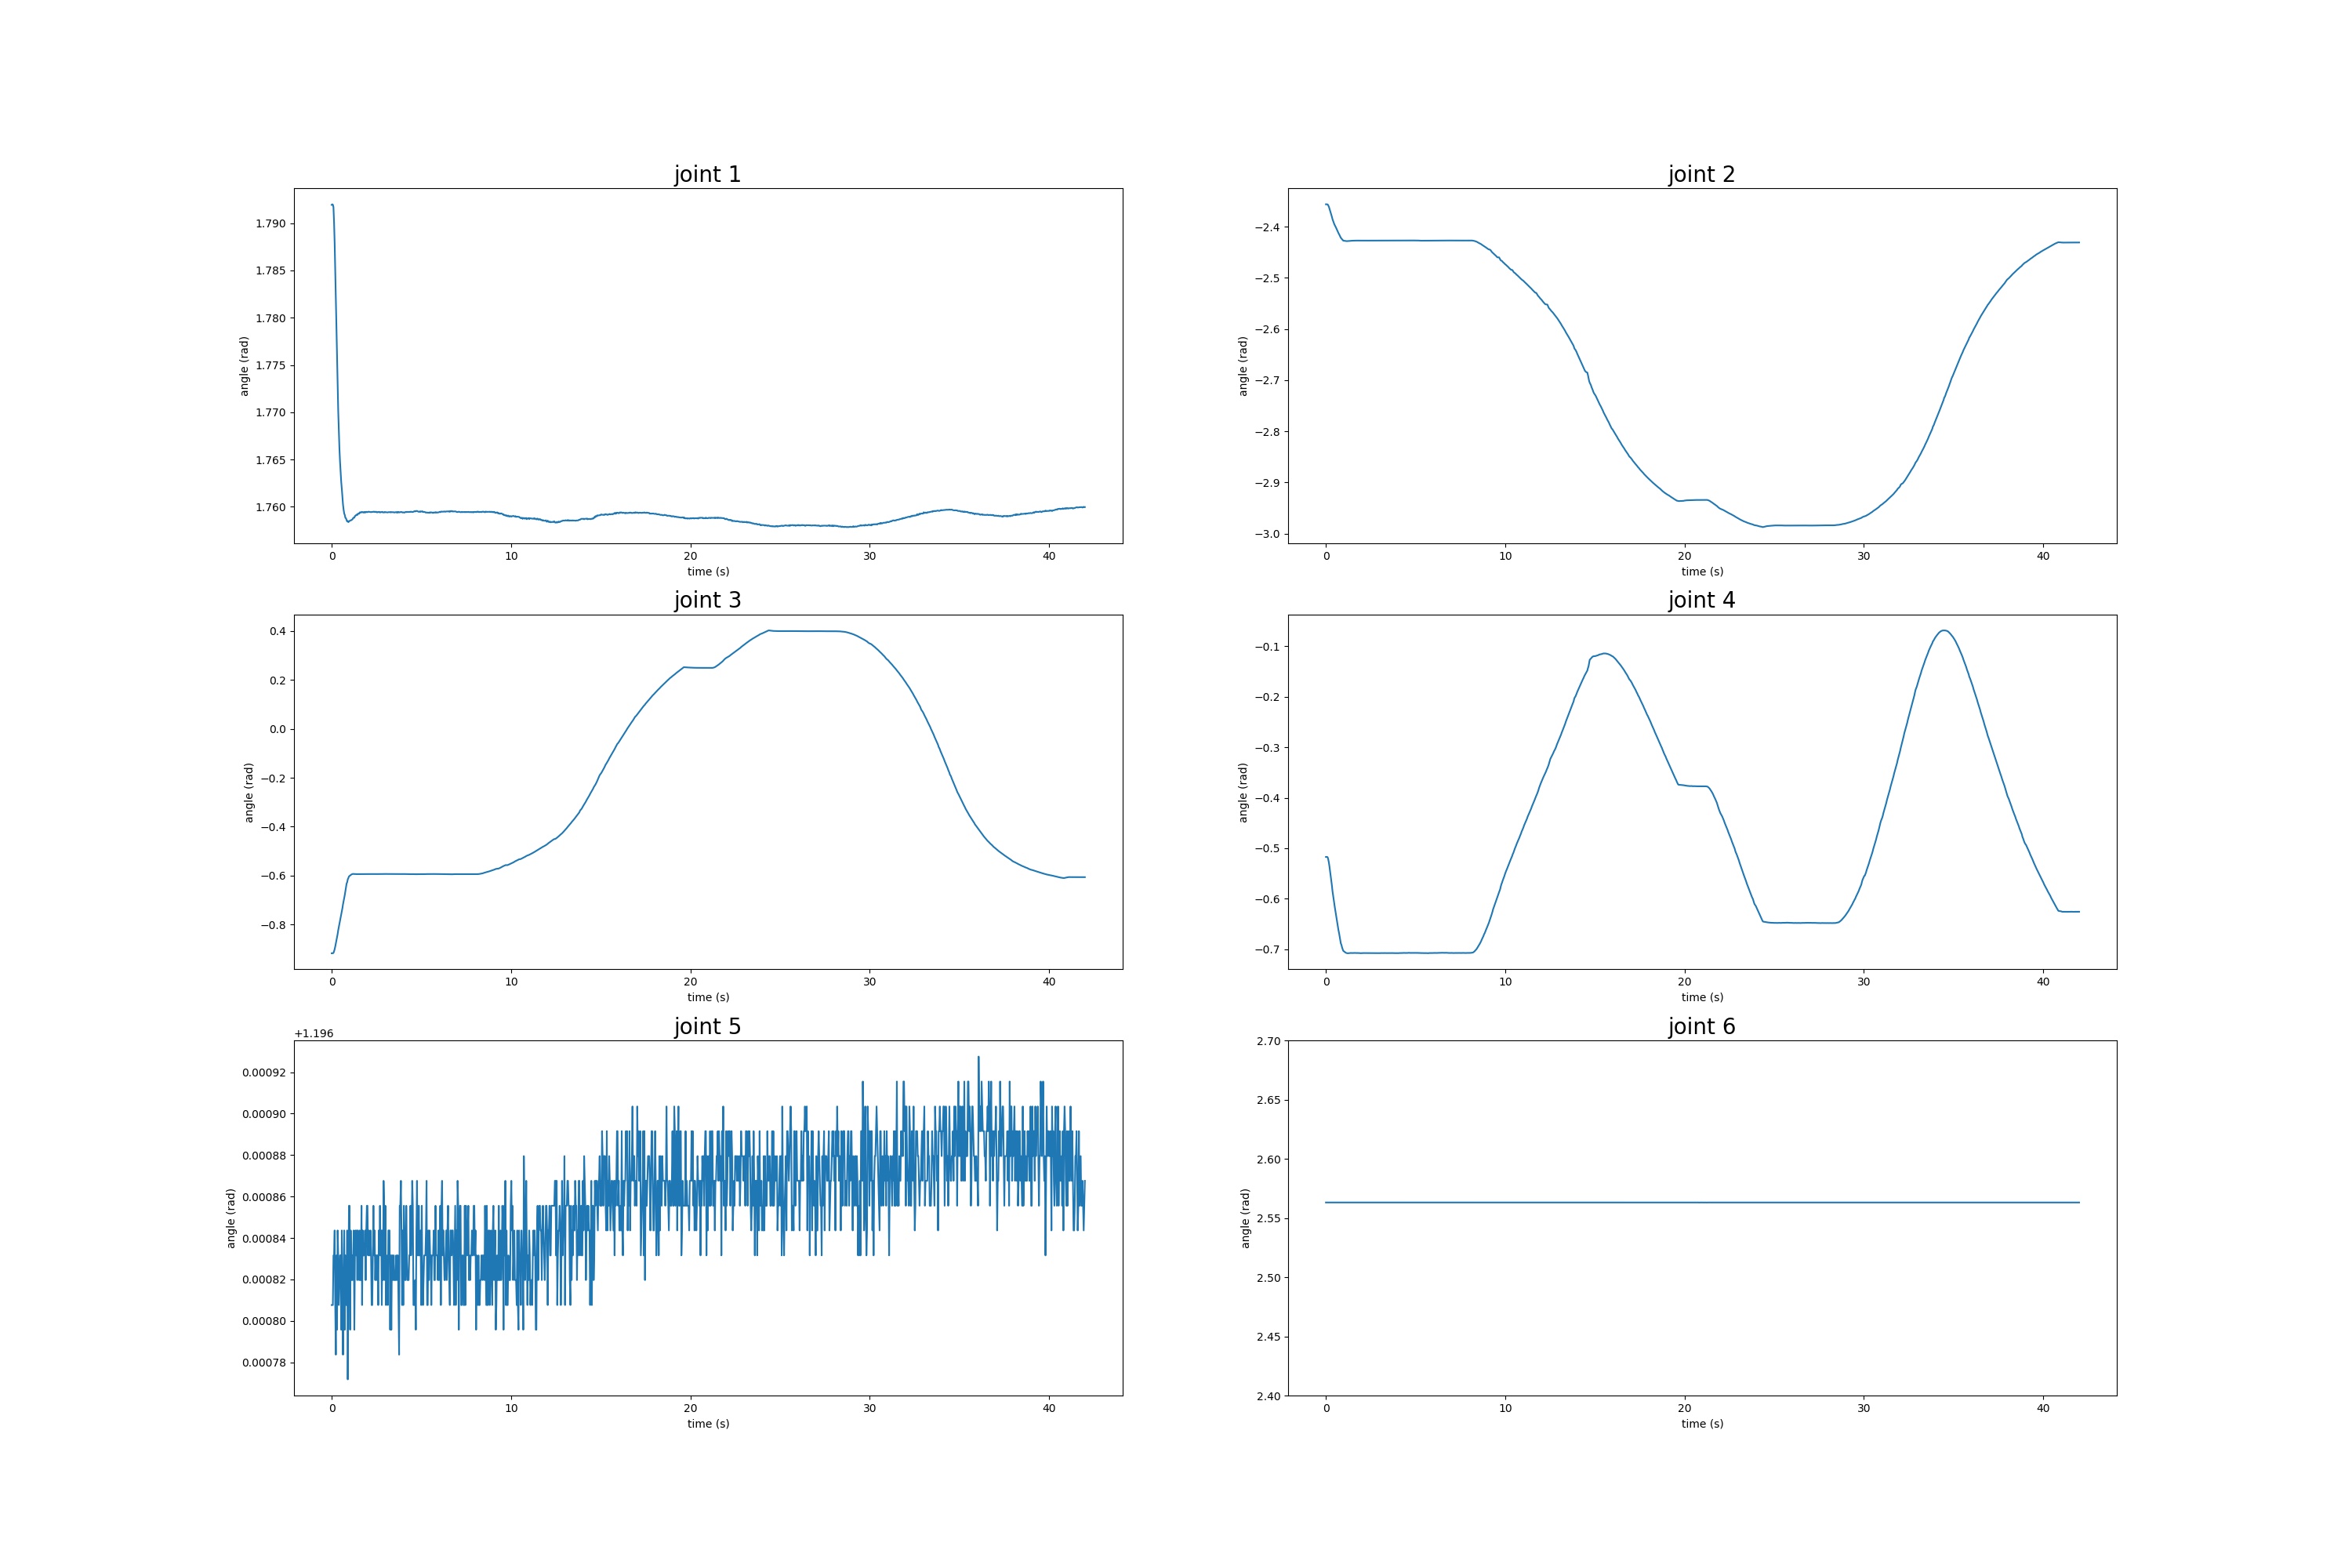 joint 1
angle (rad)
1.790
1.785
1.780
1.775
1.770
1.765
1.760
0 10 20 30 40
time (s)
joint 2
angle (rad)
−2.4
−2.5
−2.6
−2.7
−2.8
−2.9
−3.0
0 10 20 30 40
time (s)
joint 3
angle (rad)
0.4
0.2
0.0
−0.2
−0.4
−0.6
−0.8
0 10 20 30 40
time (s)
joint 4
angle (rad)
−0.1
−0.2
−0.3
−0.4
−0.5
−0.6
−0.7
0 10 20 30 40
time (s)
joint 5
+1.196
angle (rad)
0.00092
0.00090
0.00088
0.00086
0.00084
0.00082
0.00080
0.00078
0 10 20 30 40
time (s)
joint 6
angle (rad)
2.70
2.65
2.60
2.55
2.50
2.45
2.40
0 10 20 30 40
time (s)